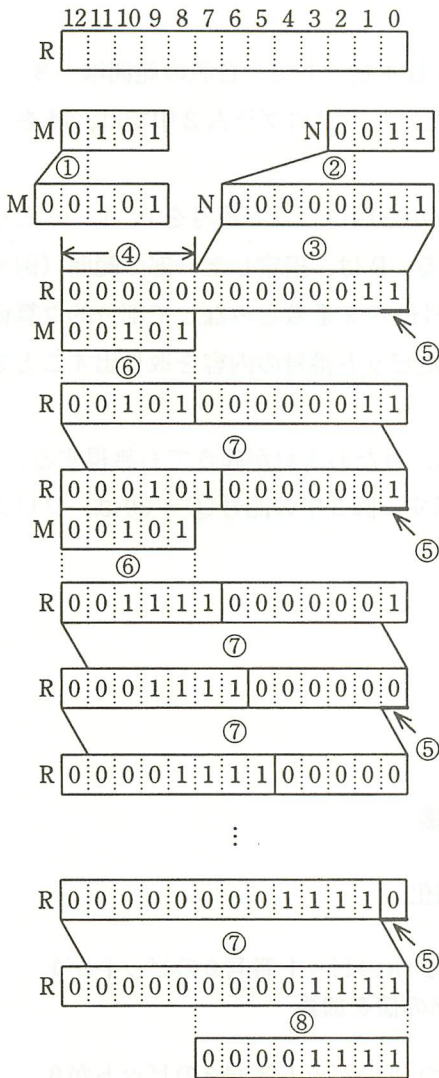 12 11 10 9 8 7 6 5 4 3 2 1 0
R
M 0 1 0 1 N 0 0 1 1
① ②
M 0 0 1 0 1 N 0 0 0 0 0 0 1 1
④ ③
R 0 0 0 0 0 0 0 0 0 0 0 1 1
M 0 0 1 0 1
⑤
⑥
R 0 0 1 0 1 0 0 0 0 0 0 1 1
⑦
R 0 0 0 1 0 1 0 0 0 0 0 0 1
M 0 0 1 0 1
⑤
⑥
R 0 0 1 1 1 1 0 0 0 0 0 0 1
⑦
R 0 0 0 1 1 1 1 0 0 0 0 0 0
⑦ ⑤
R 0 0 0 0 1 1 1 1 0 0 0 0 0
⋮
R 0 0 0 0 0 0 0 0 1 1 1 1 0
⑦ ⑤
R 0 0 0 0 0 0 0 0 0 1 1 1 1
⑧
0 0 0 0 1 1 1 1